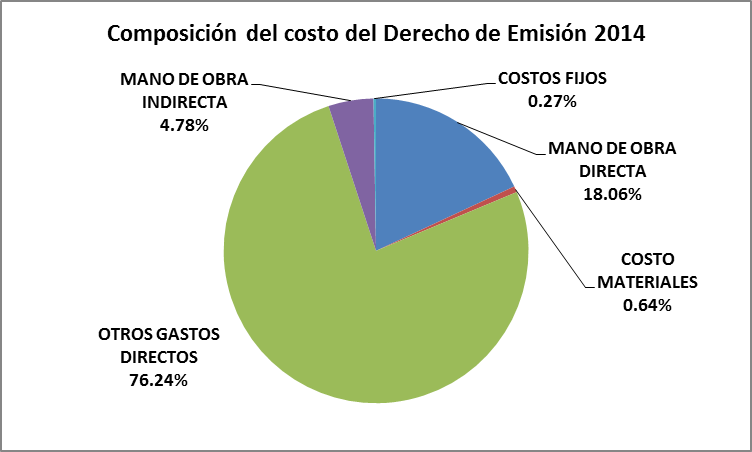 Composición del costo del Derecho de Emisión 2014
MANO DE OBRA
INDIRECTA
4.78%
COSTOS FIJOS
0.27%
MANO DE OBRA
DIRECTA
18.06%
COSTO
MATERIALES
0.64%
OTROS GASTOS
DIRECTOS
76.24%